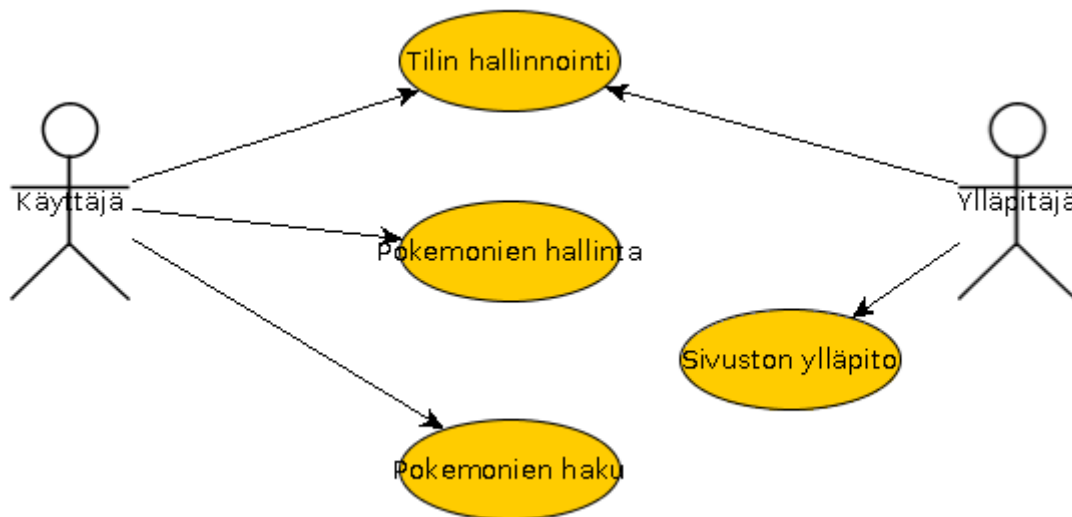 Tilin hallinnointi
Käyttäjä
Ylläpitäjä
Pokemonien hallinta
Sivuston ylläpito
Pokemonien haku